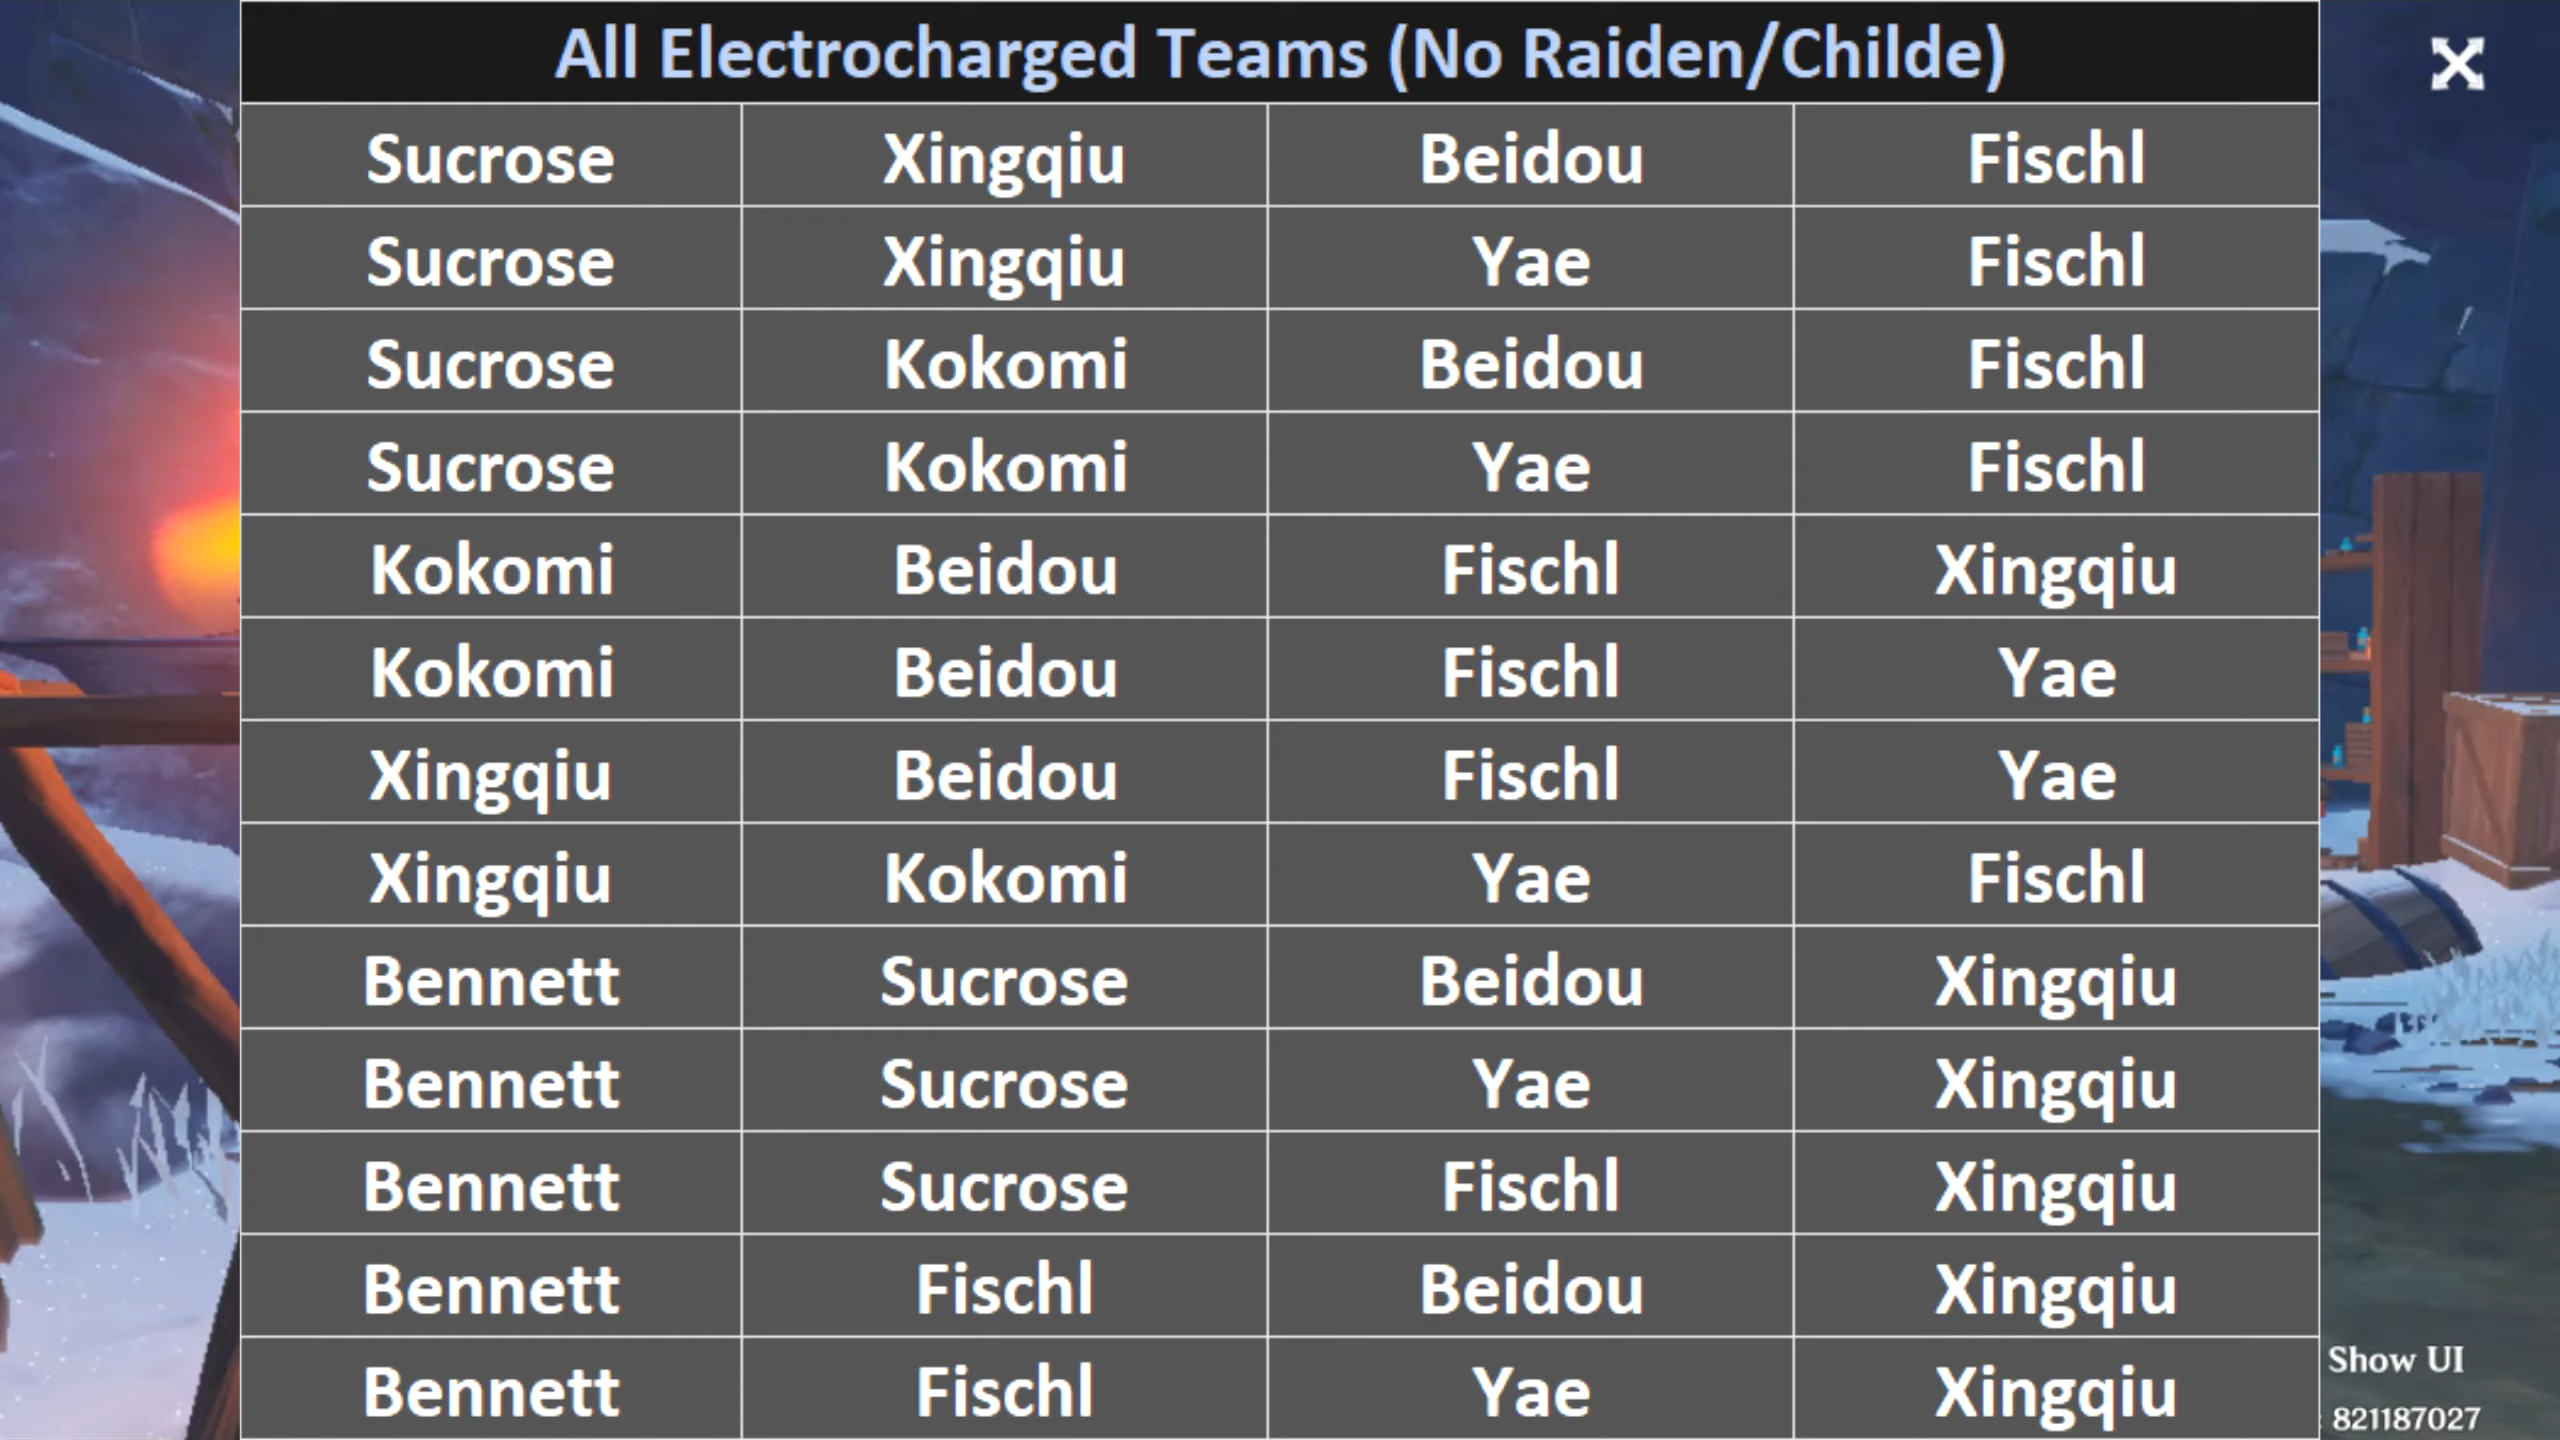 All Electrocharged Teams (No Raiden/Childe)
Sucrose Xingqiu Beidou Fischl
Sucrose Xingqiu Yae Fischl
Sucrose Kokomi Beidou Fischl
Sucrose Kokomi Yae Fischl
Kokomi Beidou Fischl Xingqiu
Kokomi Beidou Fischl Yae
Xingqiu Beidou Fischl Yae
Xingqiu Kokomi Yae Fischl
Bennett Sucrose Beidou Xingqiu
Bennett Sucrose Yae Xingqiu
Bennett Sucrose Fischl Xingqiu
Bennett Fischl Beidou Xingqiu
Bennett Fischl Yae Xingqiu
Show UI
: 821187027